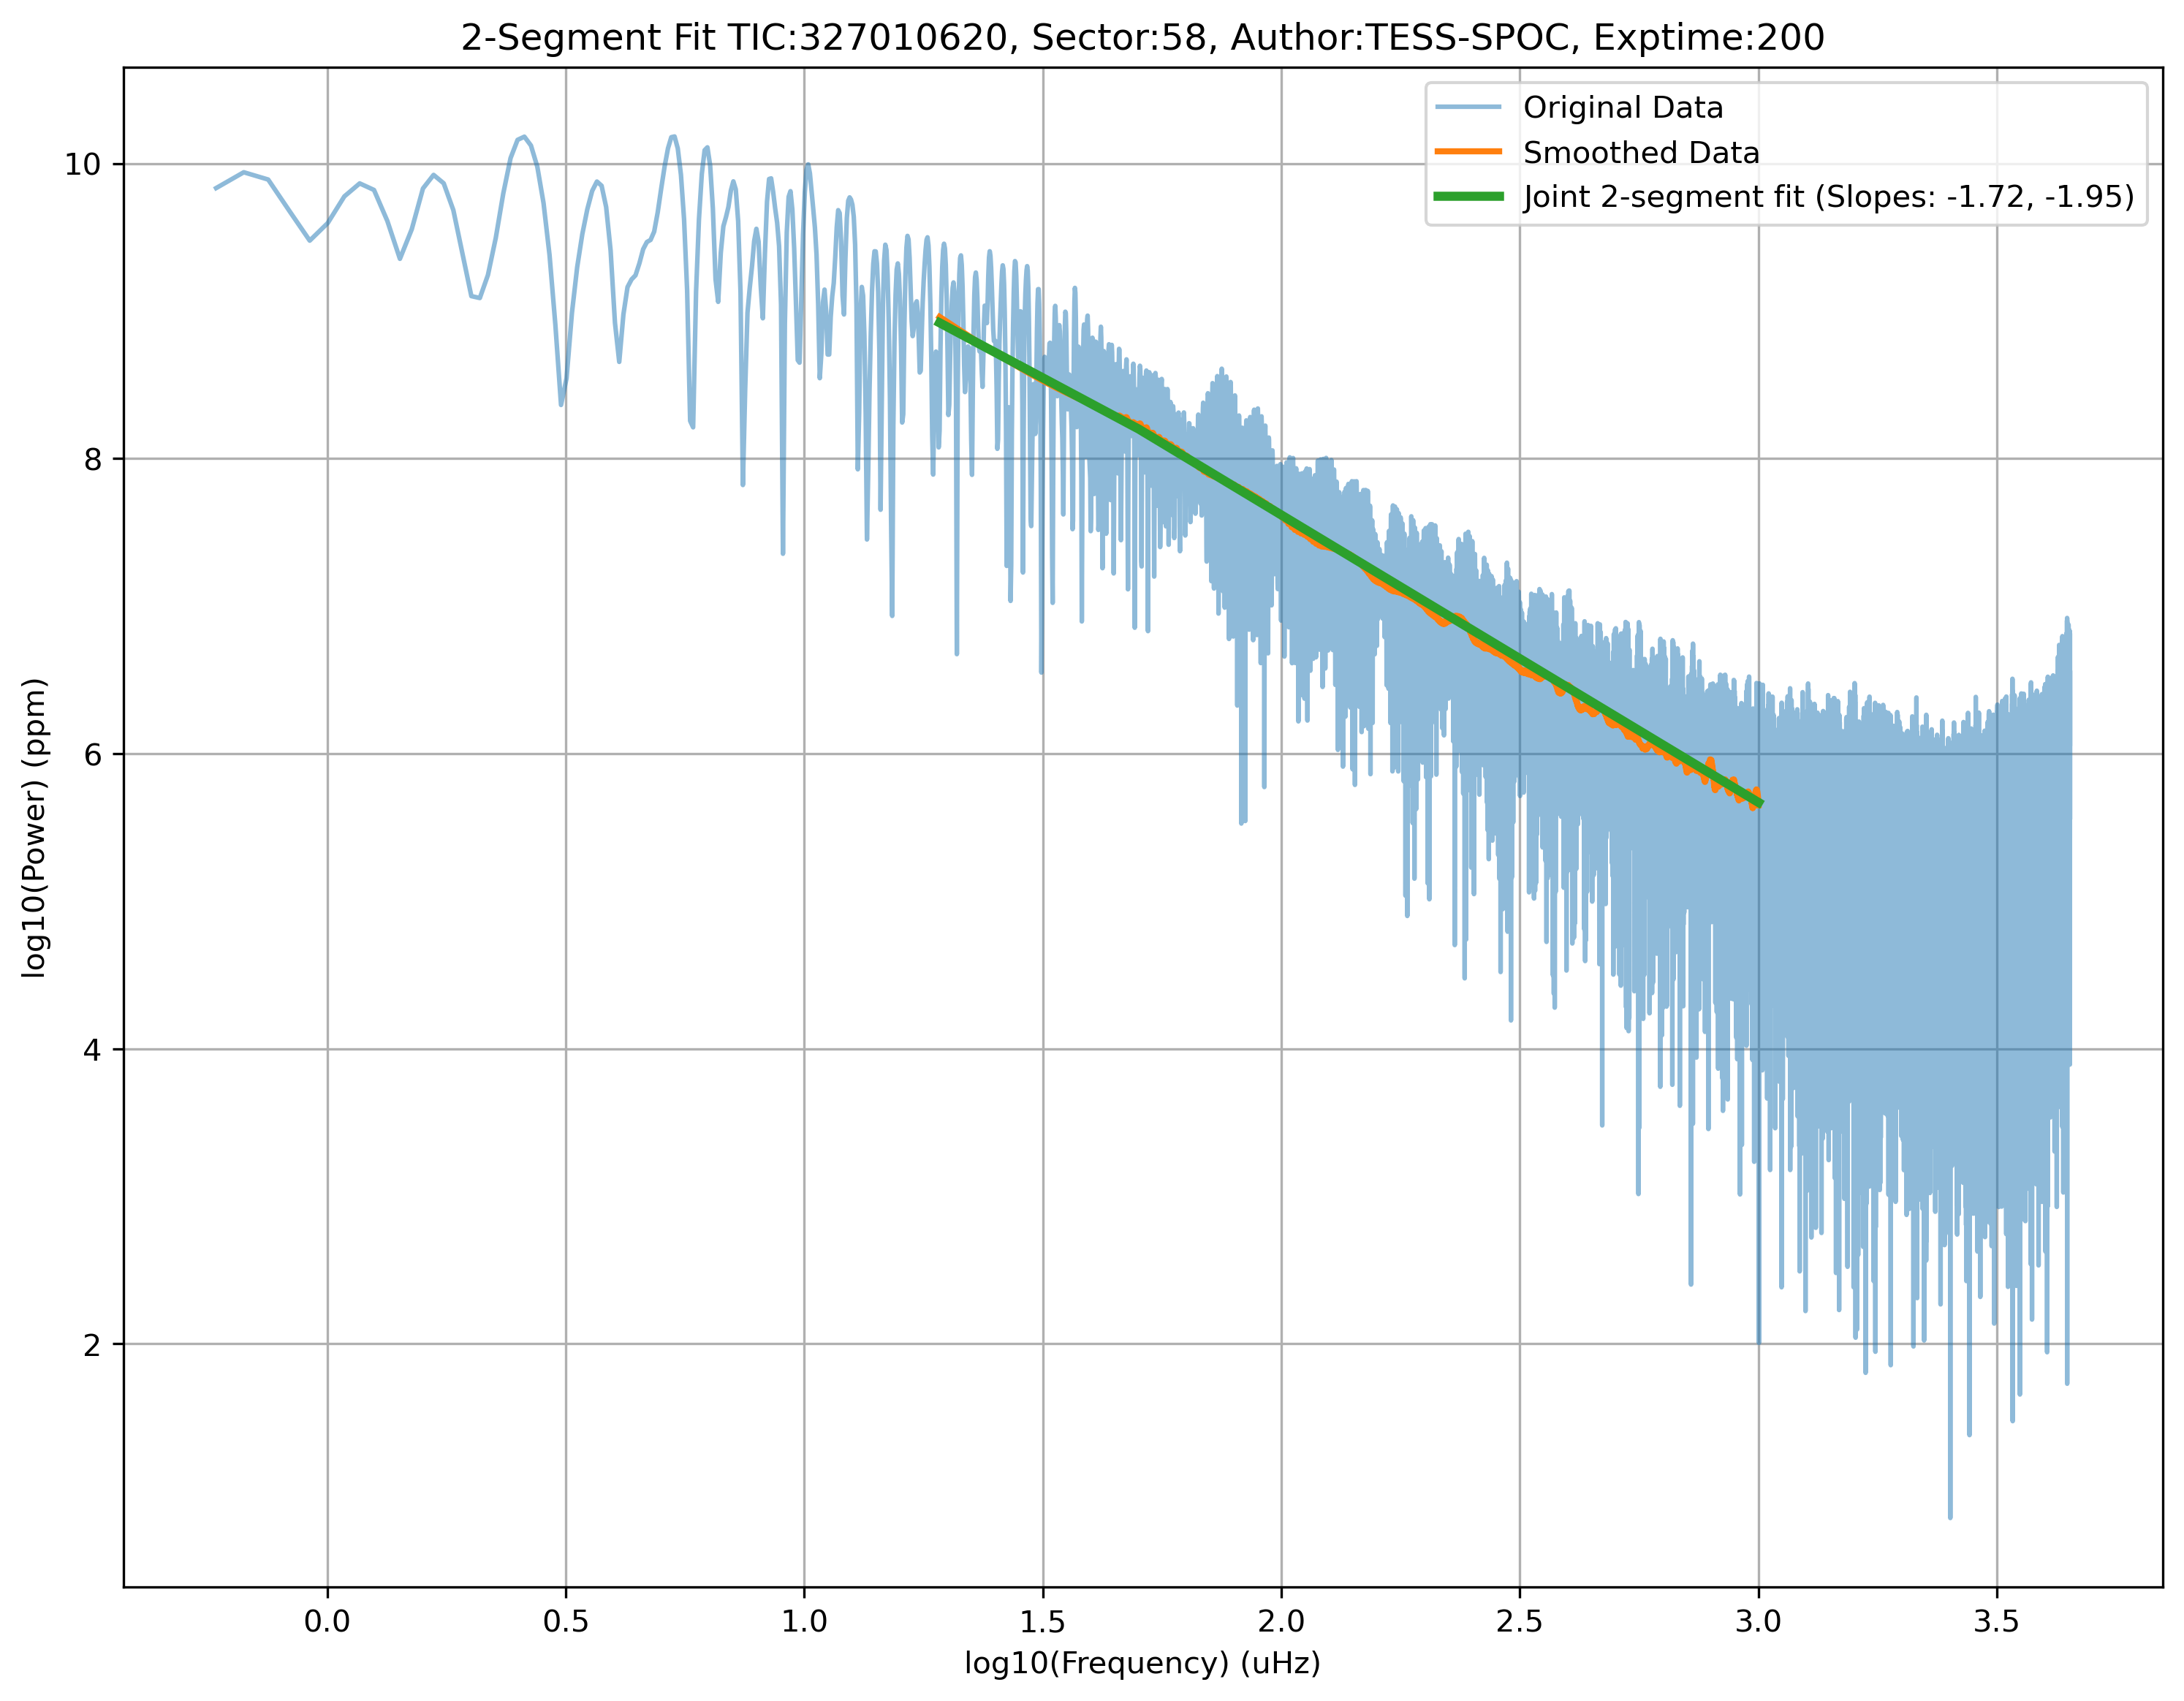 2-Segment Fit TIC:327010620, Sector:58, Author:TESS-SPOC, Exptime:200
Original Data
Smoothed Data
Joint 2-segment fit (Slopes: -1.72, -1.95)
10
8
6
4
2
log10(Power) (ppm)
0.0 0.5 1.0 1.5 2.0 2.5 3.0 3.5
log10(Frequency) (uHz)